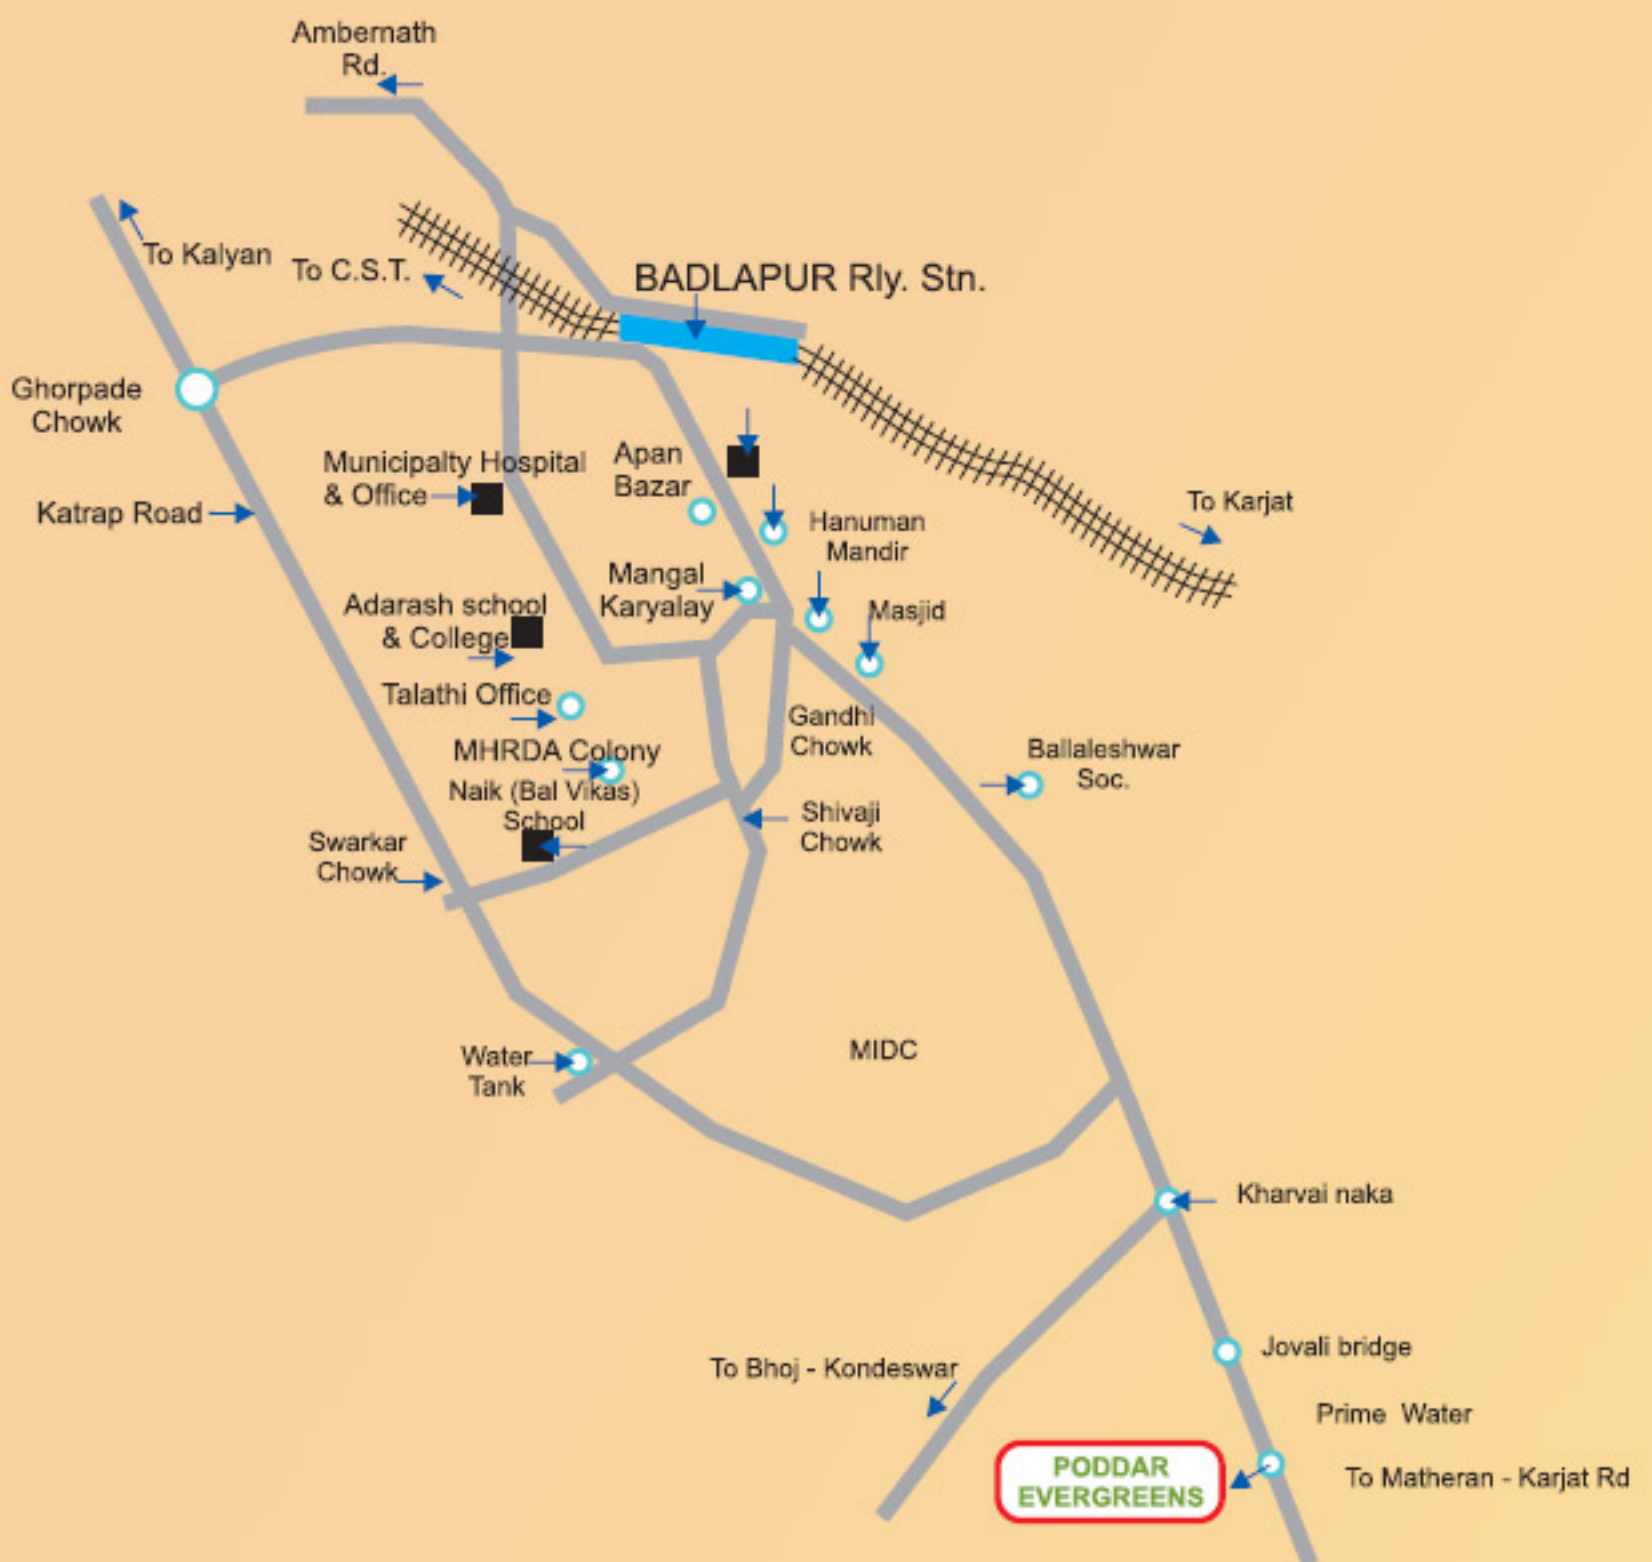 Ambernath
Rd.
To Kalyan
To C.S.T.
BADLAPUR Rly. Stn.
Ghorpade
Chowk
Municipalty Hospital
& Office
Apan
Bazar
Katrap Road
To Karjat
Hanuman
Mandir
Mangal
Karyalay
Masjid
Adarash school
& College
Talathi Office
Gandhi
Chowk
MHRDA Colony
Ballaleshwar
Soc.
Naik (Bal Vikas)
School
Shivaji
Chowk
Swarkar
Chowk
Water
Tank
MIDC
Kharvai naka
Jovali bridge
To Bhoj - Kondeswar
Prime Water
PODDAR
EVERGREENS
To Matheran - Karjat Rd